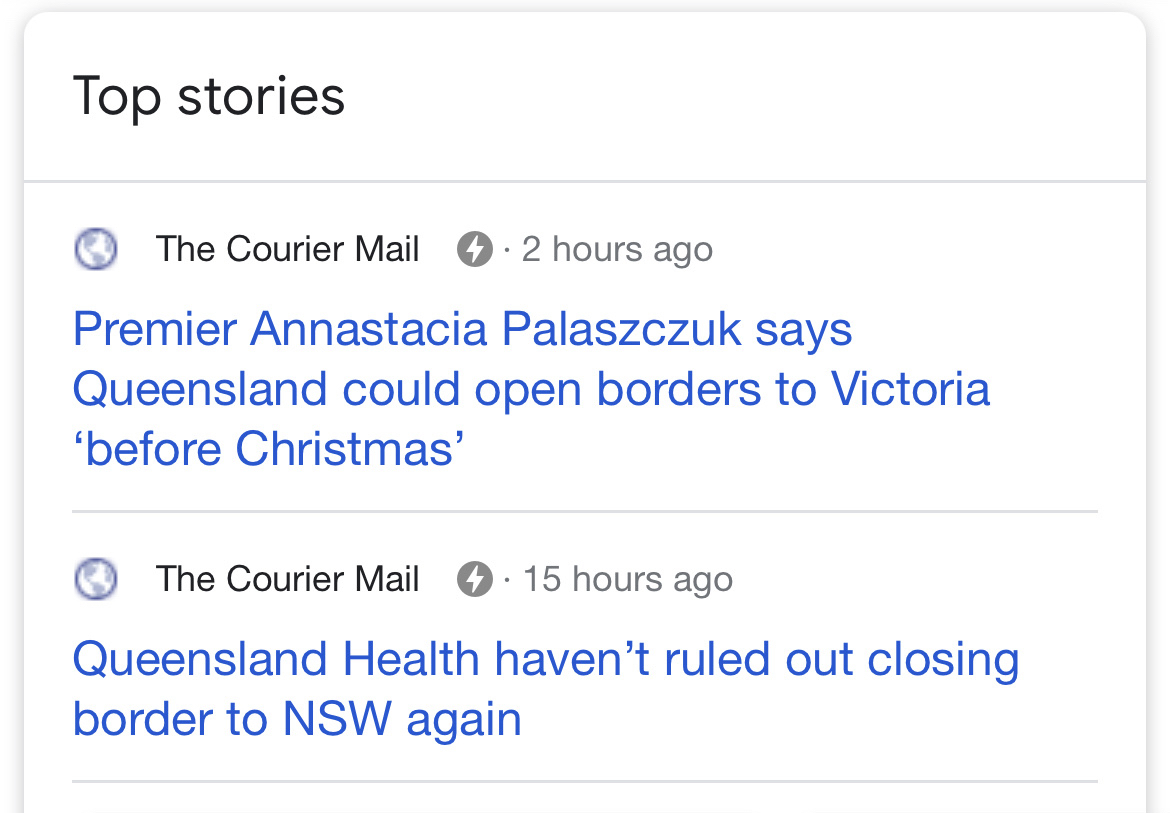 Top stories
The Courier Mail · 2 hours ago
Premier Annastacia Palaszczuk says
Queensland could open borders to Victoria
‘before Christmas’
The Courier Mail · 15 hours ago
Queensland Health haven’t ruled out closing
border to NSW again